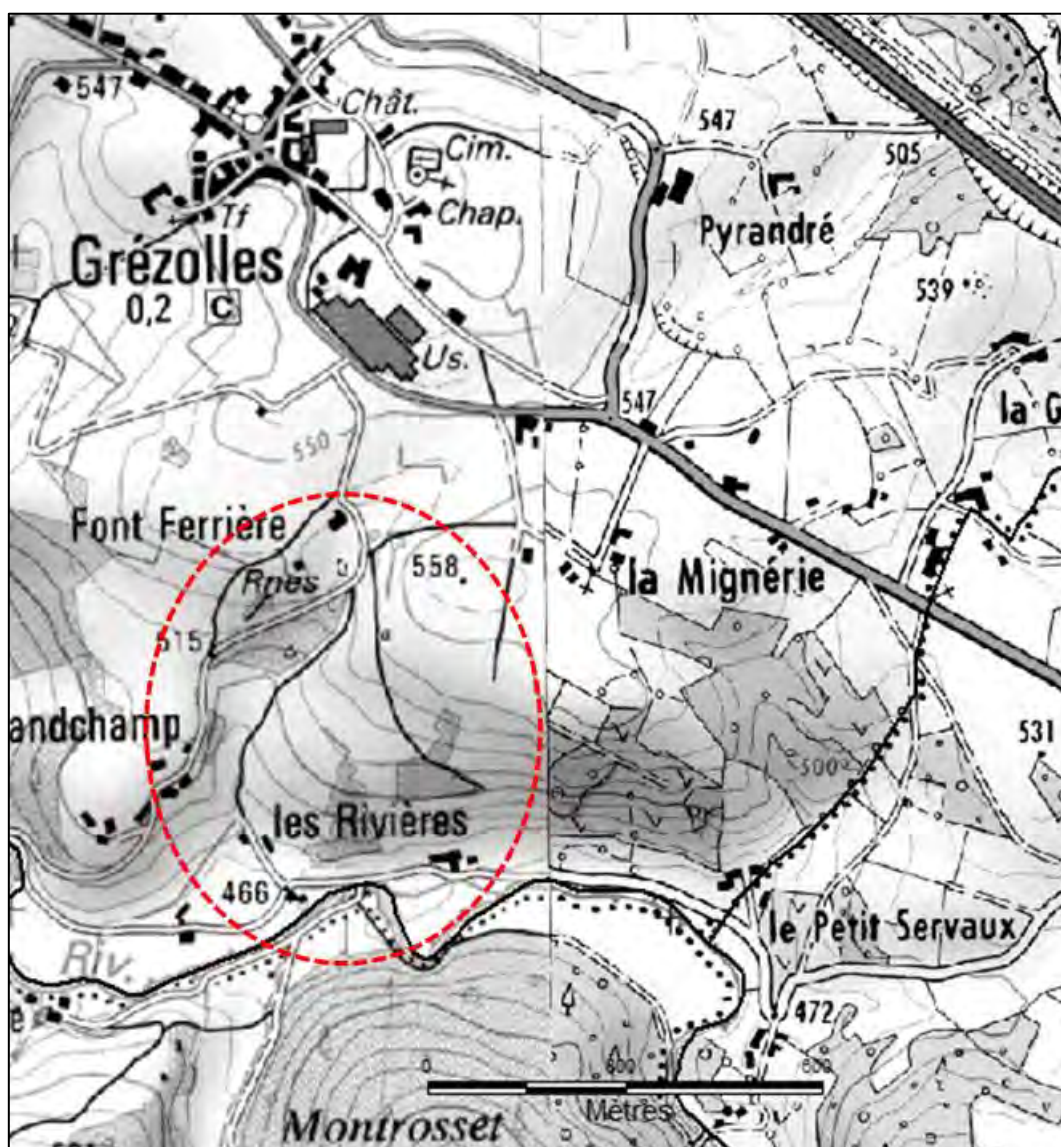 547
Chât.
547
Cim.
505
Chap.
Tf
Pyrandré
Grézolles
0,2 C
539
Us.
547
la G
550
Font Ferrière
558
la Mignérie
Rnes
515
andchamp
531
500
les Rivières
466
le Petit Servaux
Riv.
472
0
600
Mètres
Montrosset